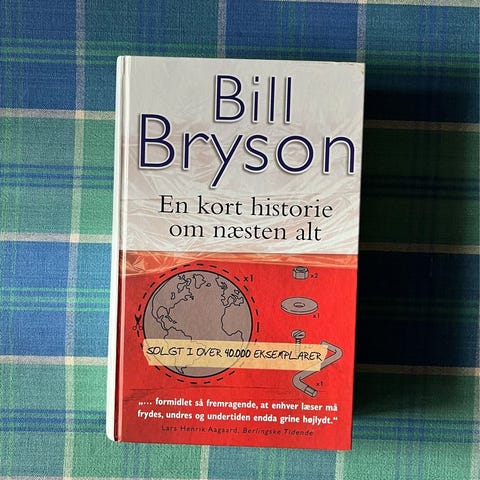 Bill
Bryson
En kort historie
om næsten alt
x1
x2
x1
SOLGT I OVER 40.000 EKSEMPLARER
x1
„... formidlet så fremragende, at enhver læser må
frydes, undres og undertiden endda grine højlydt.“
Lars Henrik Aagaard, Berlingske Tidende